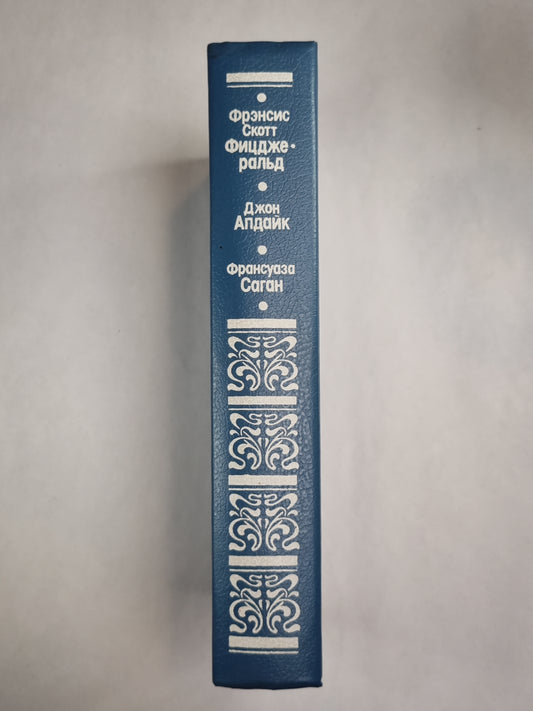 Фрэнсис
Скотт
Фицдже-
ральд
Джон
Апдайк
Франсуаза
Саган